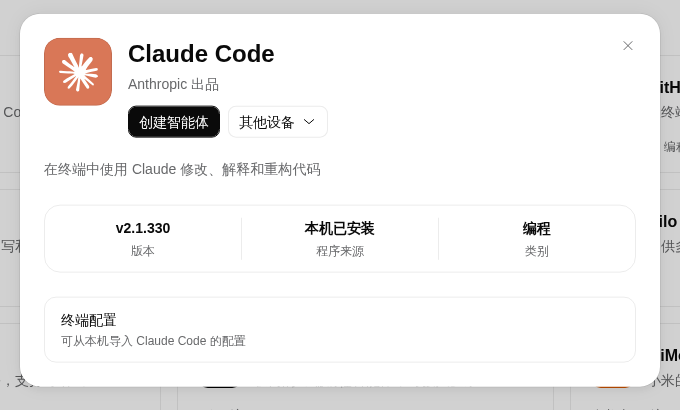 Claude Code
Anthropic 出品
创建智能体
其他设备
在终端中使用 Claude 修改、解释和重构代码
v2.1.330
版本
本机已安装
程序来源
编程
类别
终端配置
可从本机导入 Claude Code 的配置